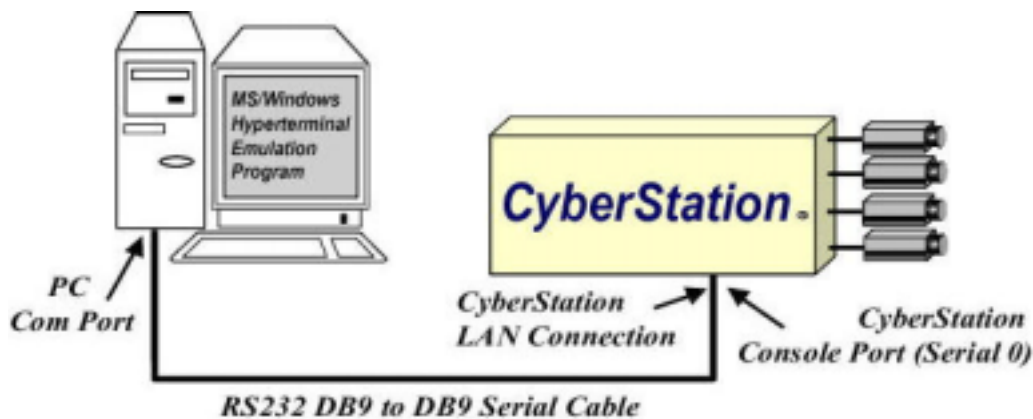 MS/Windows
Hyperterminal
Emulation
Program
CyberStation
PC
Com Port
CyberStation
LAN Connection
CyberStation
Console Port (Serial 0)
RS232 DB9 to DB9 Serial Cable